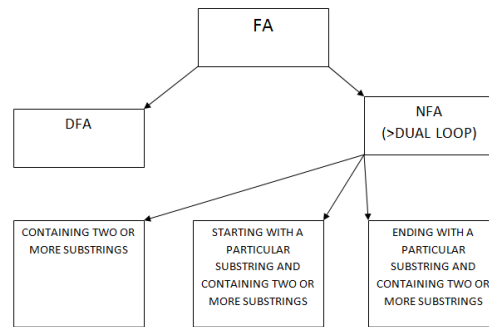 FA
DFA
NFA
(>DUAL LOOP)
CONTAINING TWO OR
MORE SUBSTRINGS
STARTING WITH A
PARTICULAR
SUBSTRING AND
CONTAINING TWO OR
MORE SUBSTRINGS
ENDING WITH A
PARTICULAR
SUBSTRING AND
CONTAINING TWO OR
MORE SUBSTRINGS